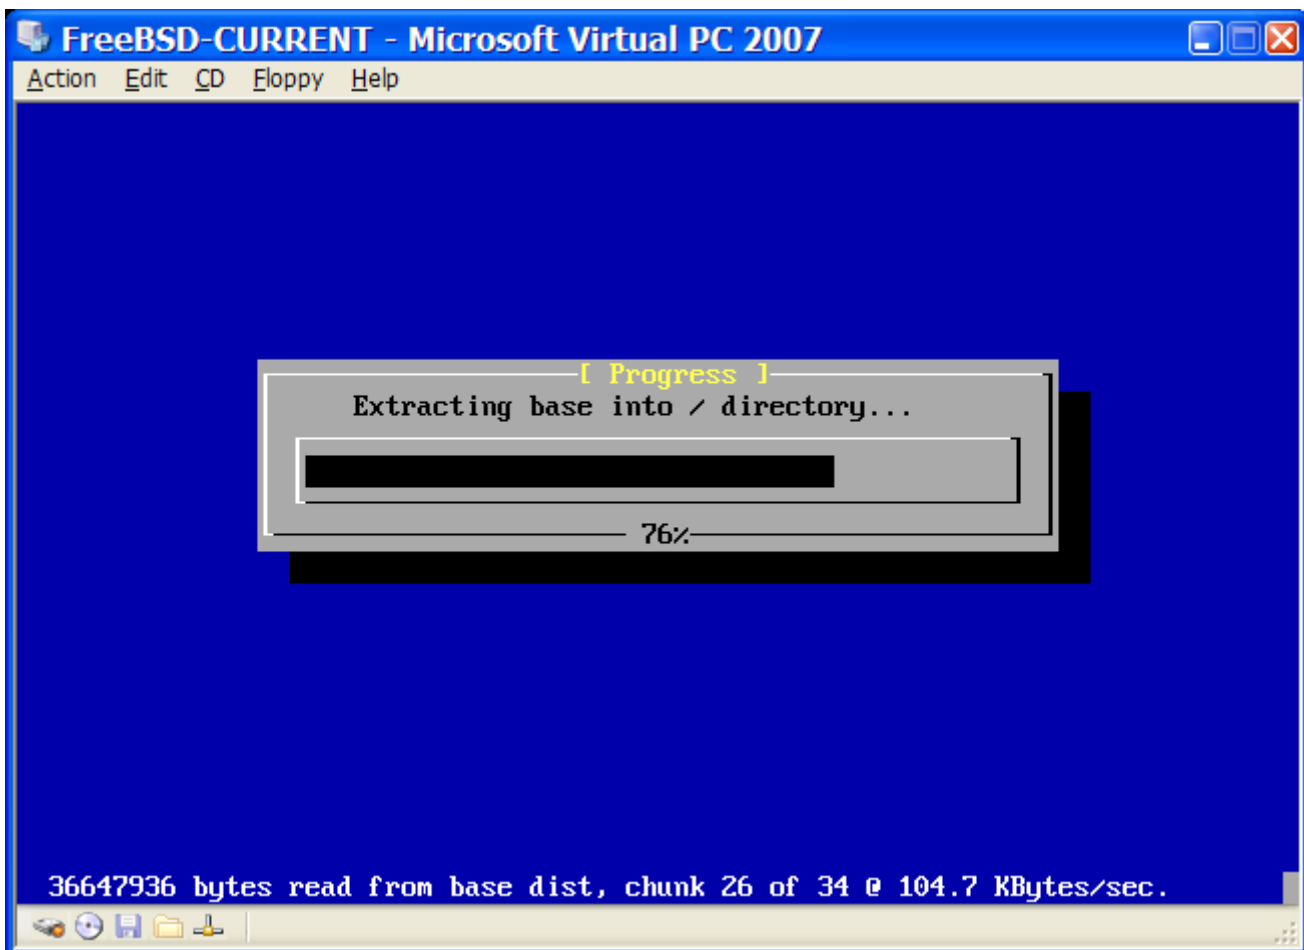 FreeBSD-CURRENT - Microsoft Virtual PC 2007
Action Edit CD Floppy Help
[ Progress ]
Extracting base into / directory...
76%
36647936 bytes read from base dist, chunk 26 of 34 @ 104.7 KBytes/sec.